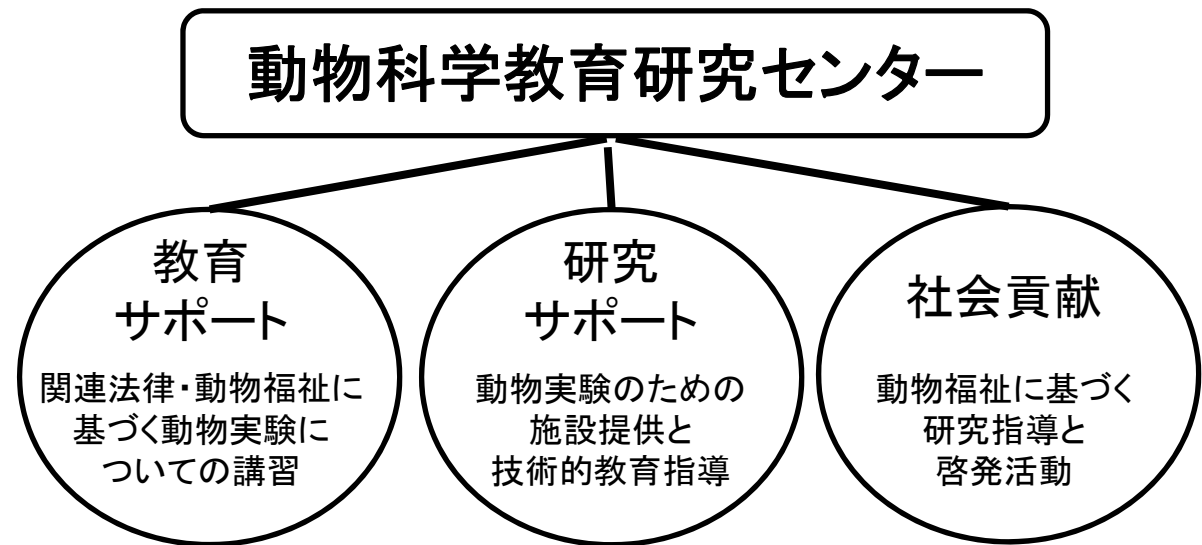 動物科学教育研究センター
教育
サポート
関連法律・動物福祉に
基づく動物実験に
ついての講習
研究
サポート
動物実験のための
施設提供と
技術的教育指導
社会貢献
動物福祉に基づく
研究指導と
啓発活動